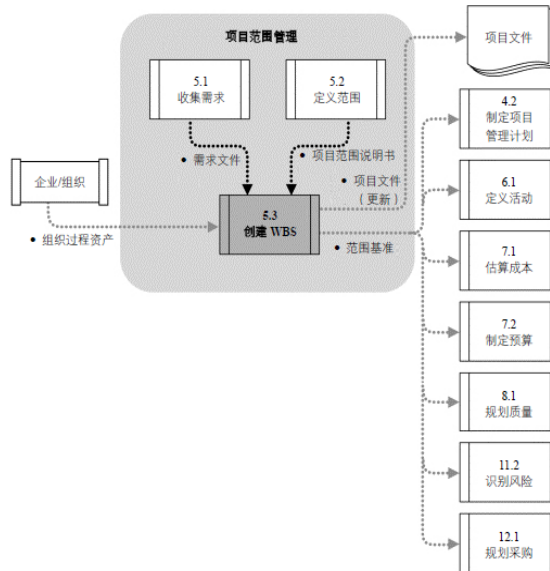 项目范围管理
项目文件
5.1
收集需求
5.2
定义范围
4.2
制定项目
管理计划
• 需求文件
• 项目范围说明书
企业/组织
• 项目文件
（更新）
6.1
定义活动
5.3
创建 WBS
• 组织过程资产
• 范围基准
7.1
估算成本
7.2
制定预算
8.1
规划质量
11.2
识别风险
12.1
规划采购